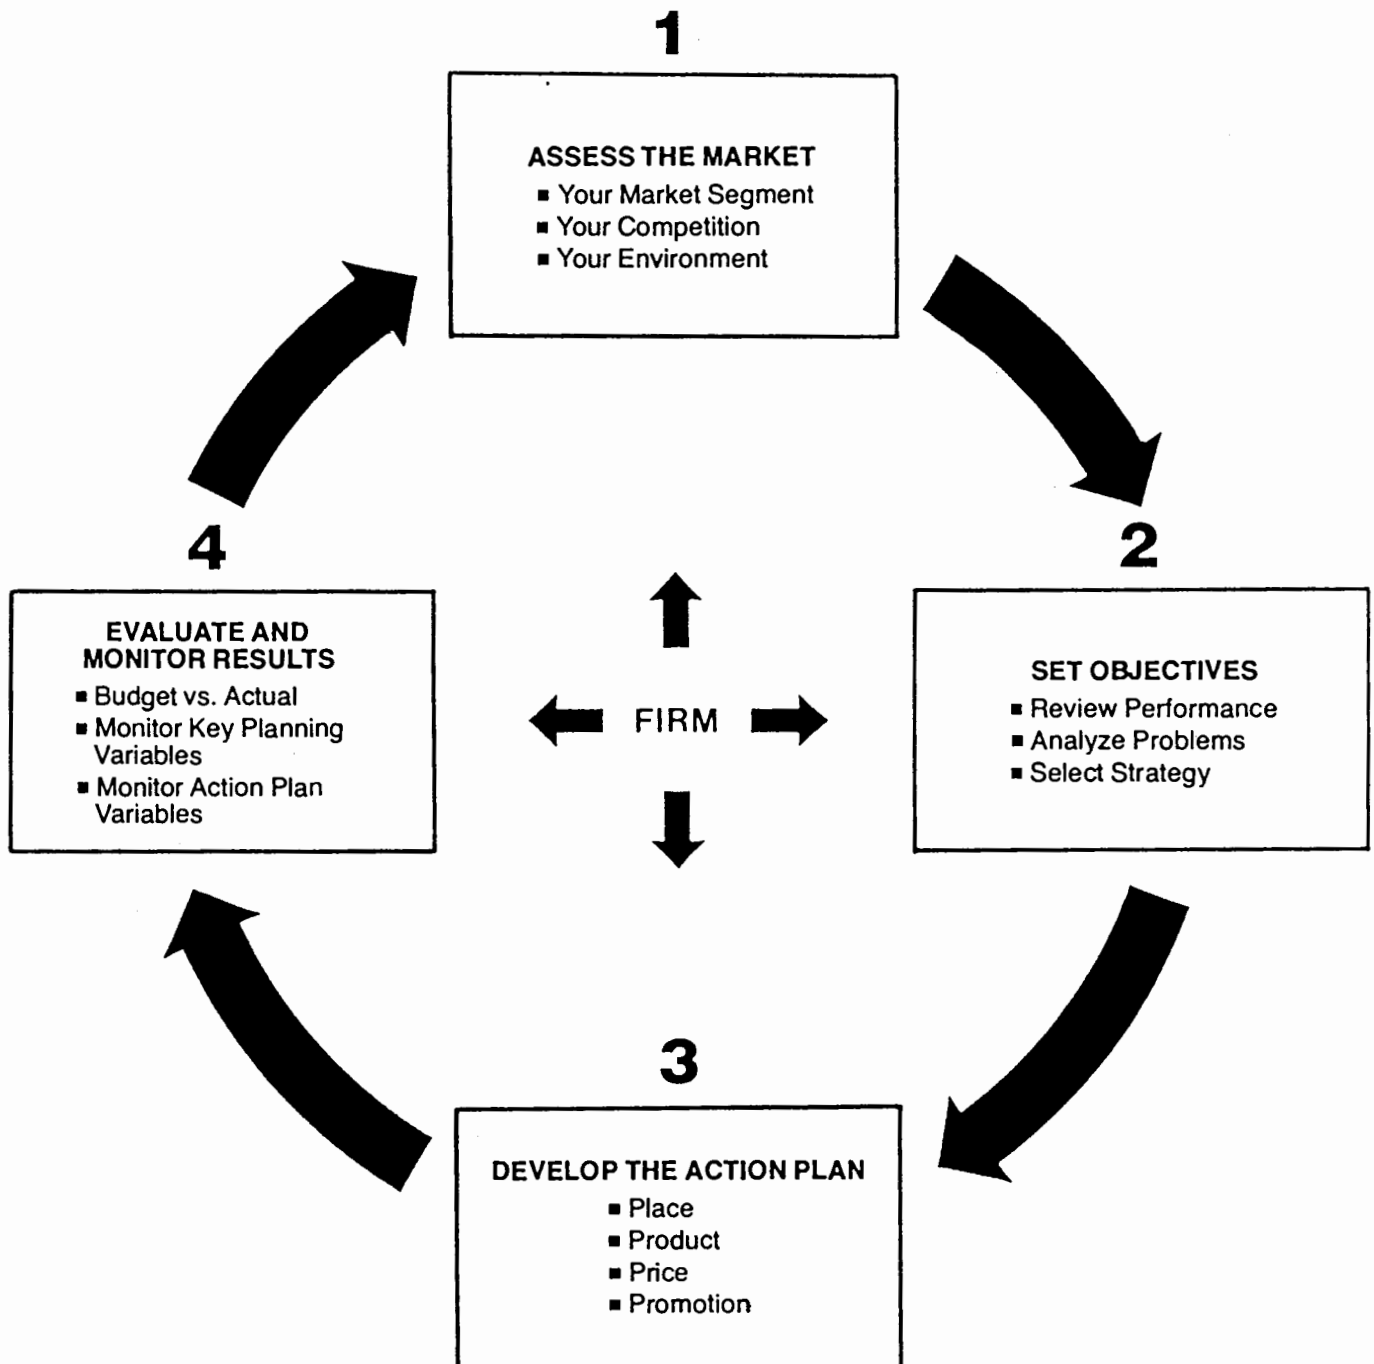 1
ASSESS THE MARKET
▪ Your Market Segment
▪ Your Competition
▪ Your Environment
2
SET OBJECTIVES
▪ Review Performance
▪ Analyze Problems
▪ Select Strategy
3
DEVELOP THE ACTION PLAN
▪ Place
▪ Product
▪ Price
▪ Promotion
4
EVALUATE AND
MONITOR RESULTS
▪ Budget vs. Actual
▪ Monitor Key Planning
Variables
▪ Monitor Action Plan
Variables
FIRM